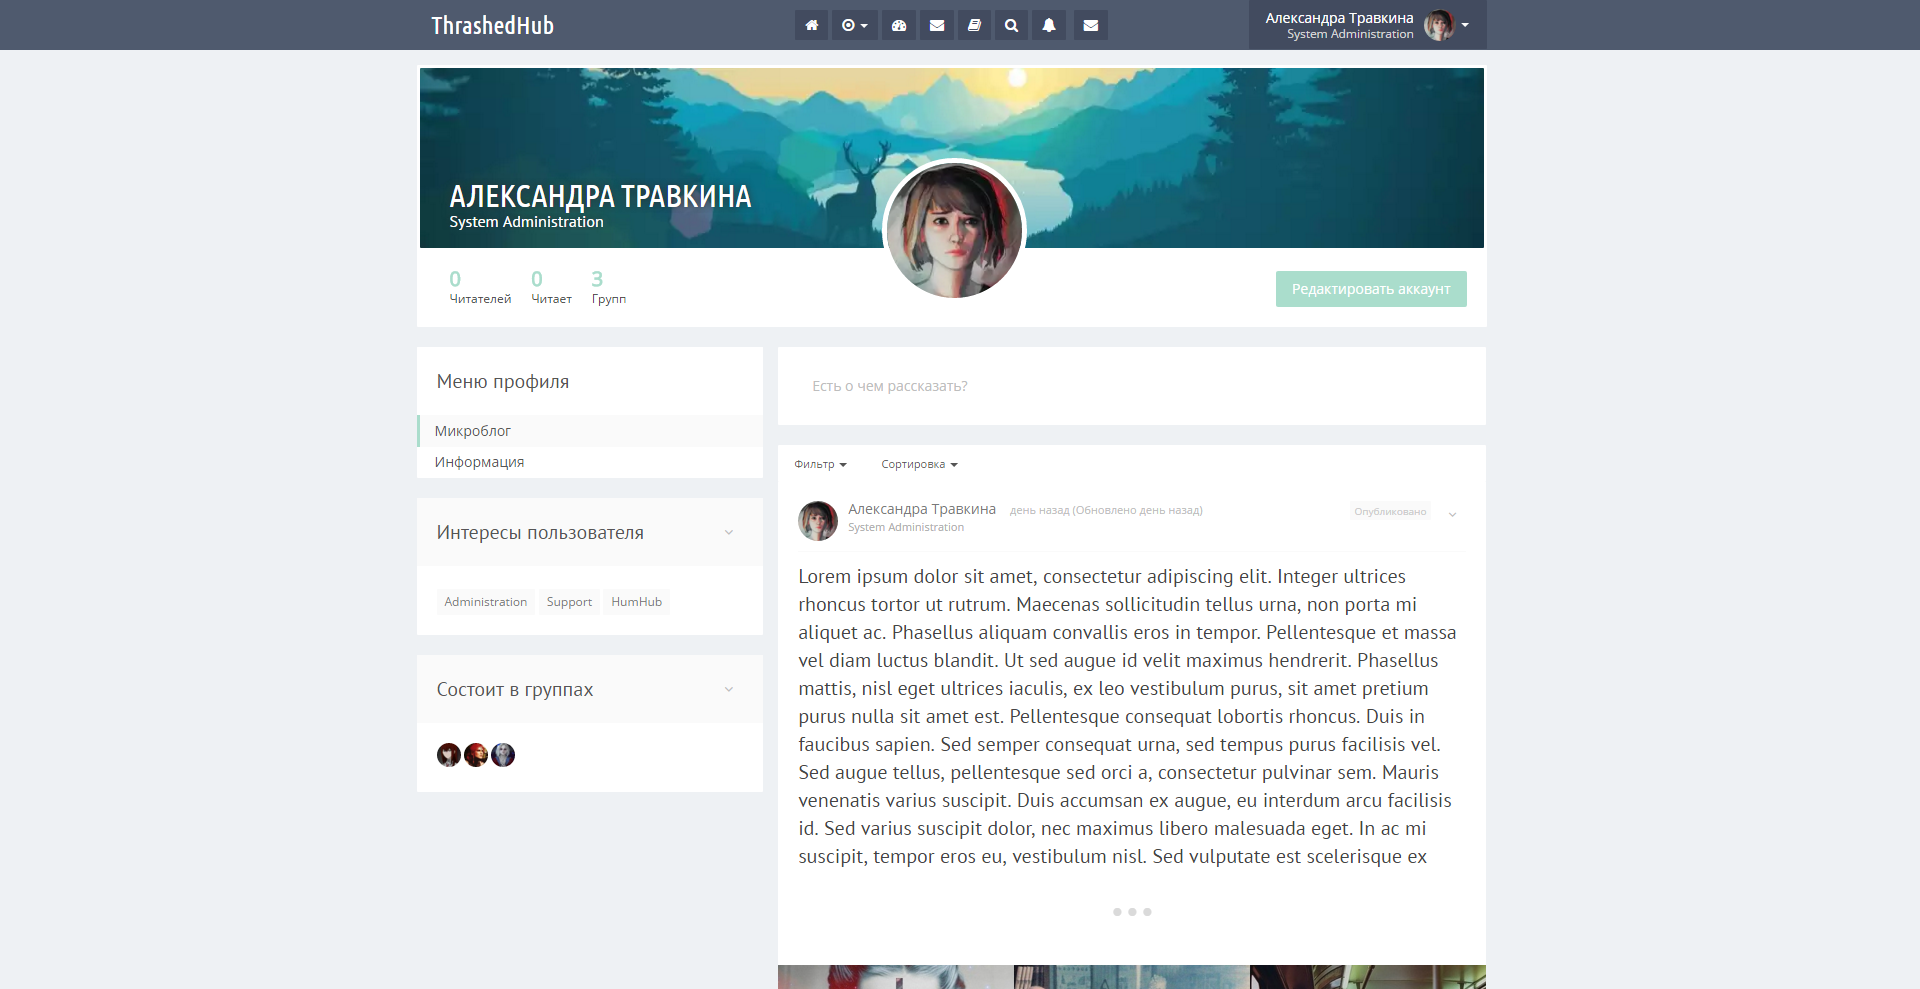 ThrashedHub
Александра Травкина
System Administration
АЛЕКСАНДРА ТРАВКИНА
System Administration
0 0 3
Читателей Читает Групп
Редактировать аккаунт
Меню профиля
Микроблог
Информация
Интересы пользователя
Administration Support HumHub
Состоит в группах
Есть о чем рассказать?
Фильтр Сортировка
Александра Травкина день назад (Обновлено день назад) Опубликовано
System Administration
Lorem ipsum dolor sit amet, consectetur adipiscing elit. Integer ultrices
rhoncus tortor ut rutrum. Maecenas sollicitudin tellus urna, non porta mi
aliquet ac. Phasellus aliquam convallis eros in tempor. Pellentesque et massa
vel diam luctus blandit. Ut sed augue id velit maximus hendrerit. Phasellus
mattis, nisl eget ultrices iaculis, ex leo vestibulum purus, sit amet pretium
purus nulla sit amet est. Pellentesque consequat lobortis rhoncus. Duis in
faucibus sapien. Sed semper consequat urna, sed tempus purus facilisis vel.
Sed augue tellus, pellentesque sed orci a, consectetur pulvinar sem. Mauris
venenatis varius suscipit. Duis accumsan ex augue, eu interdum arcu facilisis
id. Sed varius suscipit dolor, nec maximus libero malesuada eget. In ac mi
suscipit, tempor eros eu, vestibulum nisl. Sed vulputate est scelerisque ex